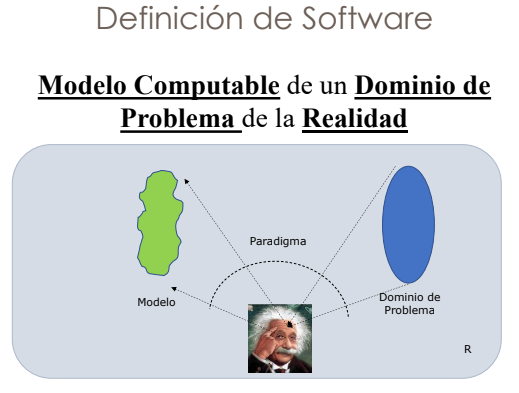 Definición de Software
Modelo Computable de un Dominio de
Problema de la Realidad
Paradigma
Modelo
Dominio de
Problema
R